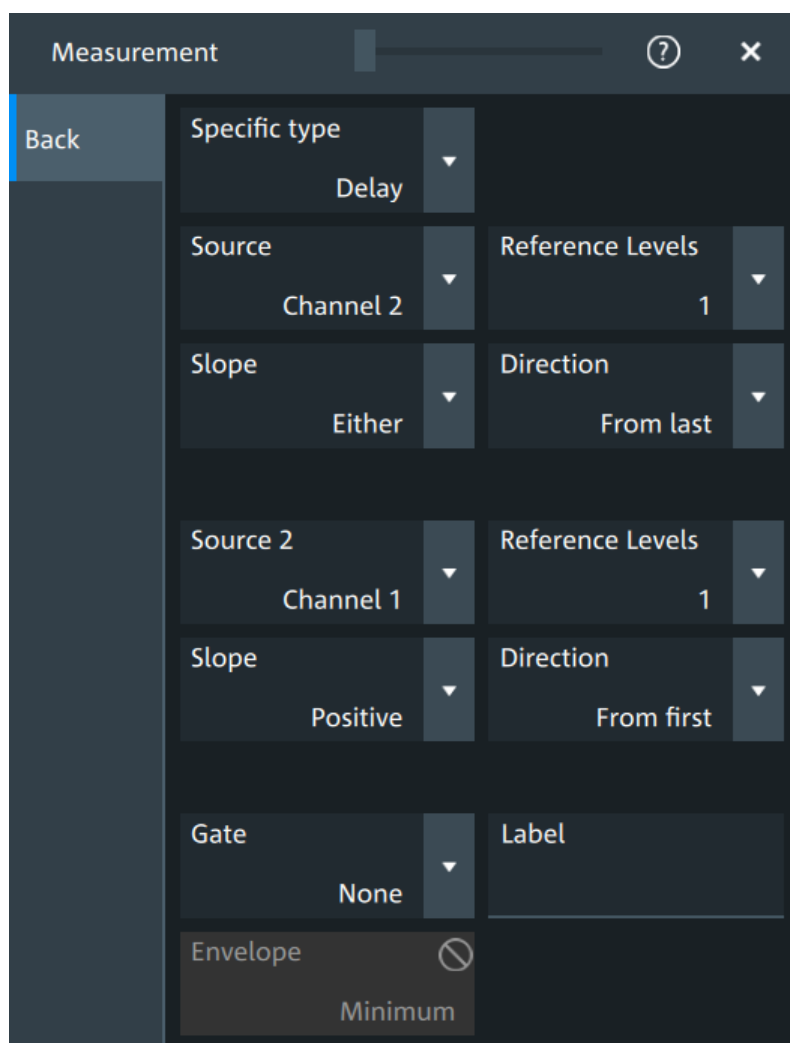 Measurement ?
Back
Specific type
Delay
Source
Channel 2
Reference Levels
1
Slope
Either
Direction
From last
Source 2
Channel 1
Reference Levels
1
Slope
Positive
Direction
From first
Gate
None
Label
Envelope
Minimum